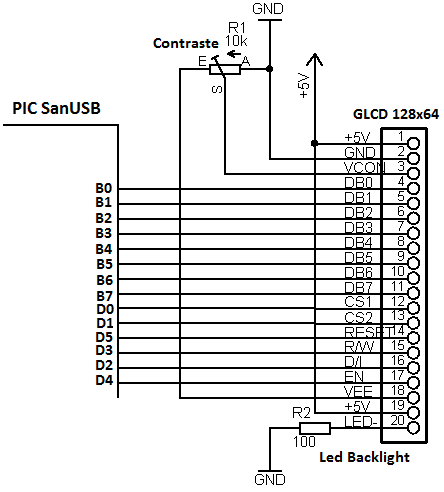 GND
R1
10k
Contraste
E
A
S
+5V
PIC SanUSB
GLCD 128x64
+5V 1
GND 2
VCON 3
B0 DB0 4
B1 DB1 5
B2 DB2 6
B3 DB3 7
B4 DB4 8
B5 DB5 9
B6 DB6 10
B7 DB7 11
D0 CS1 12
D1 CS2 13
D5 RESET 14
D3 R/W 15
D2 D/I 16
D4 EN 17
VEE 18
+5V 19
R2 LED- 20
100
Led Backlight
GND